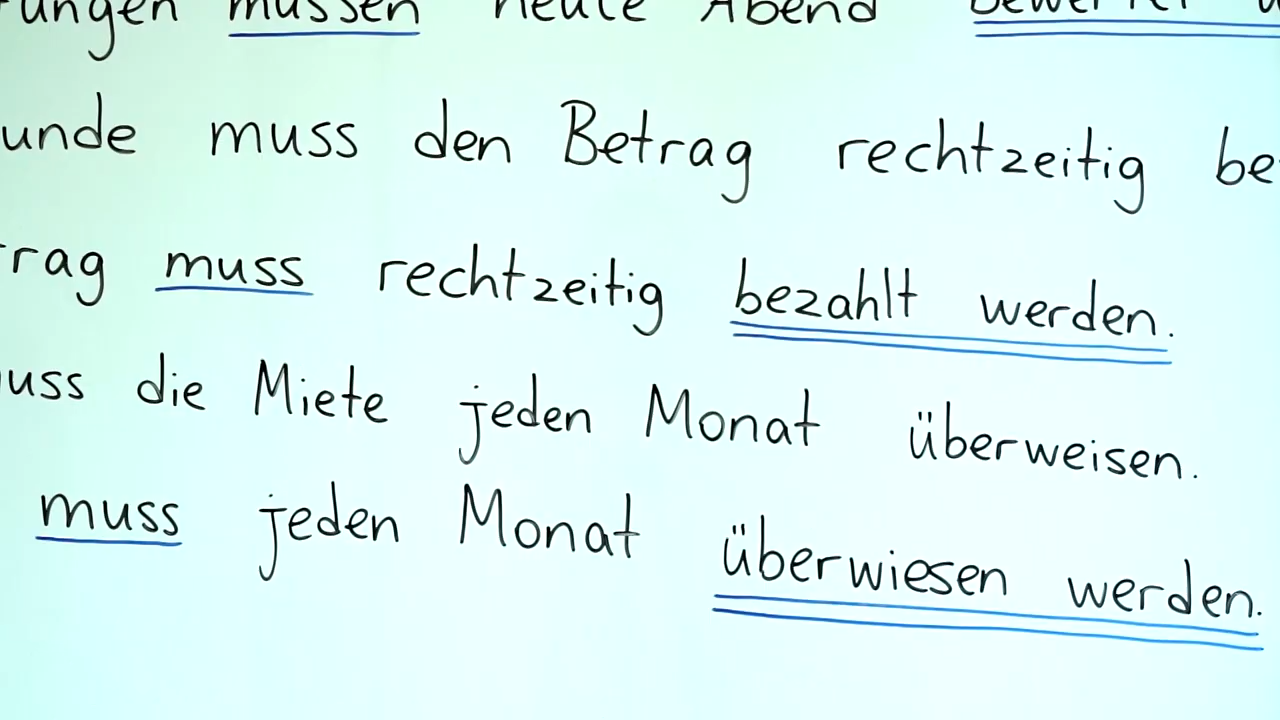 ungen müssen heute Abend bewertet
unde muss den Betrag rechtzeitig be
rag muss rechtzeitig bezahlt werden.
uss die Miete jeden Monat überweisen.
muss jeden Monat überwiesen werden.